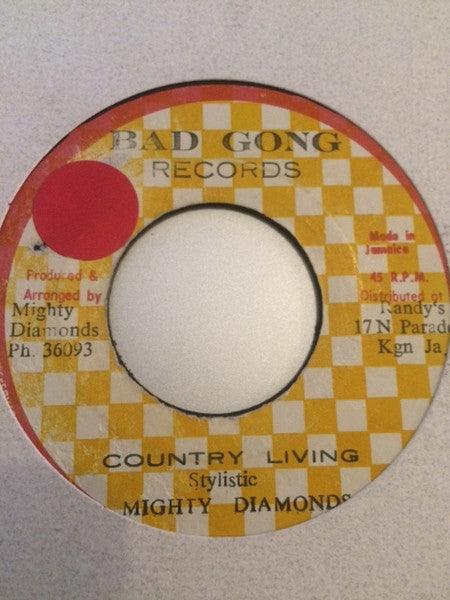 BAD GONG
RECORDS
Produced &
Arranged by
Mighty
Diamonds
Ph. 36093
Made in
Jamaica
45 R.P.M.
Distributed at
Randy's
17 N Parade
Kgn Ja
COUNTRY LIVING
Stylistic
MIGHTY DIAMONDS